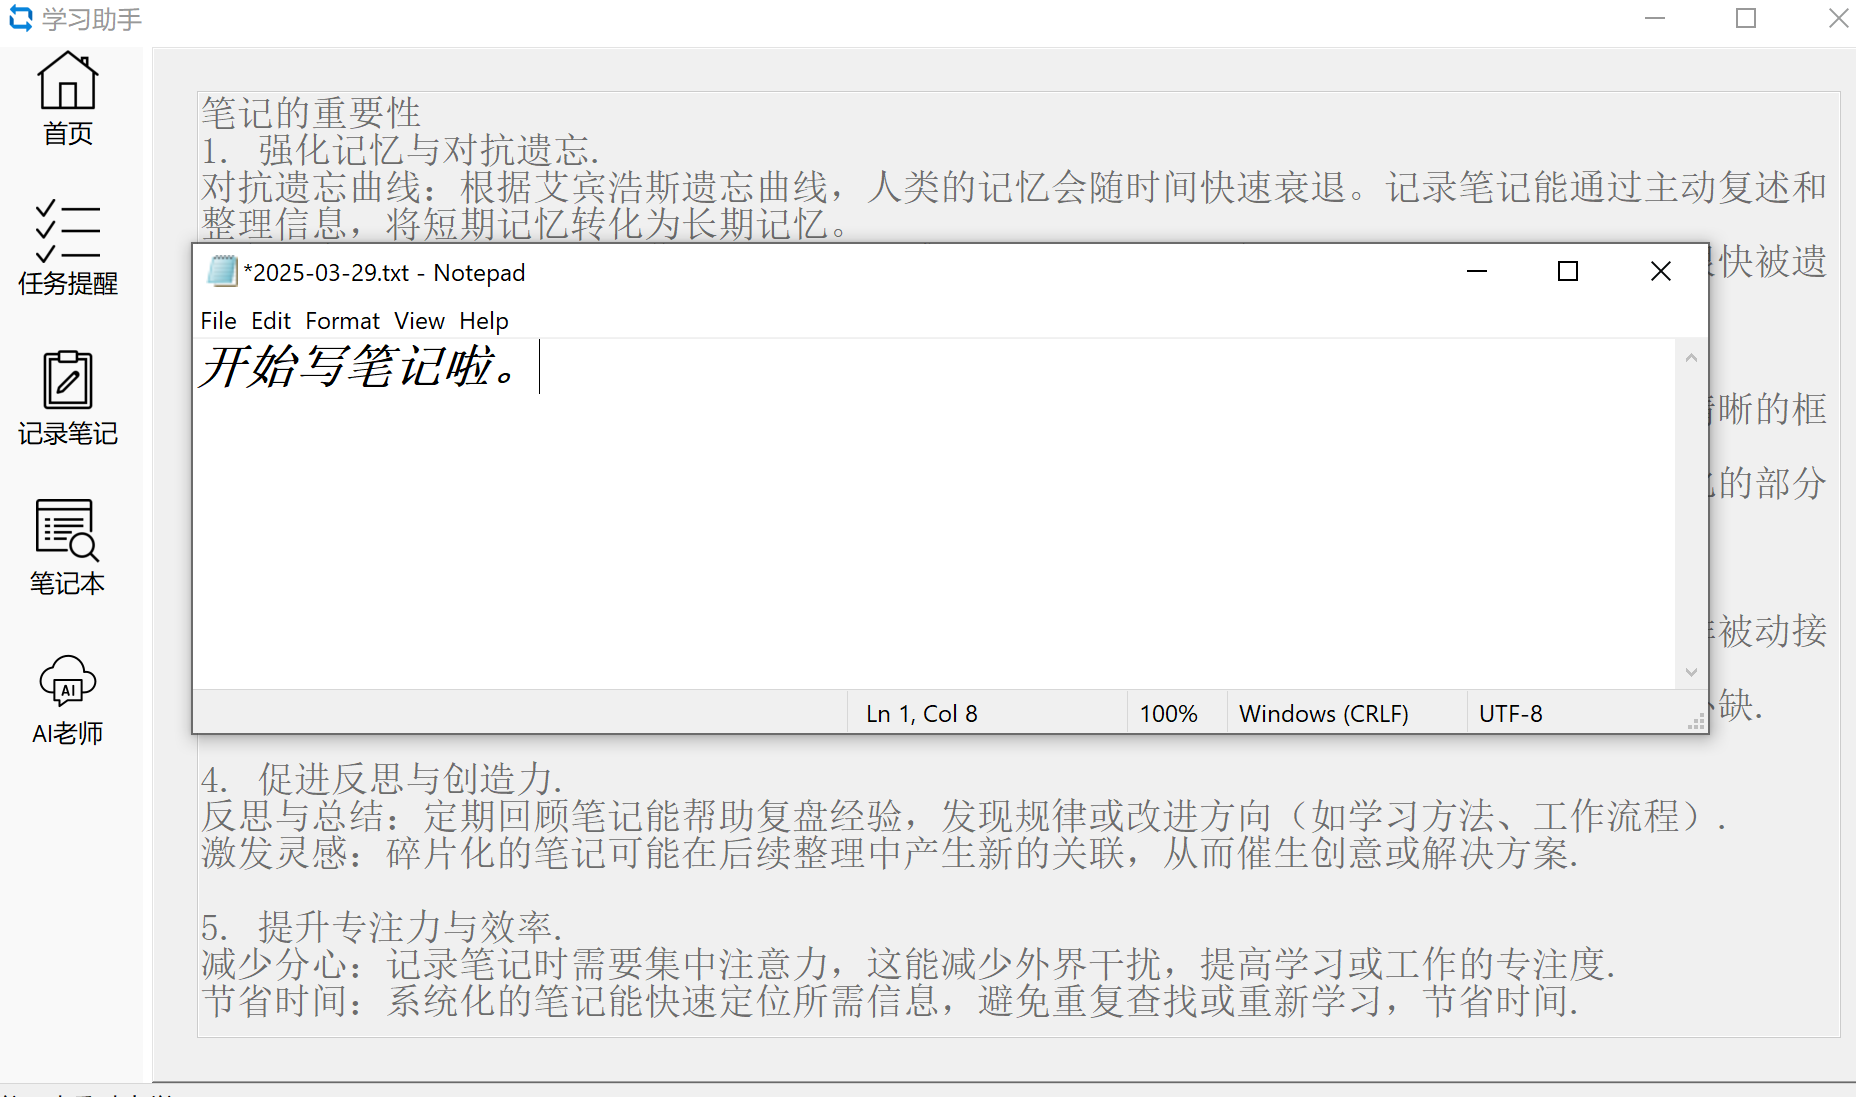 学习助手
首页
任务提醒
记录笔记
笔记本
AI
AI老师
笔记的重要性
1. 强化记忆与对抗遗忘.
对抗遗忘曲线：根据艾宾浩斯遗忘曲线，人类的记忆会随时间快速衰退。记录笔记能通过主动复述和
整理信息，将短期记忆转化为长期记忆。
快被遗
*2025-03-29.txt - Notepad
File Edit Format View Help
开始写笔记啦。
晰的框
的部分
被动接
缺.
Ln 1, Col 8
100%
Windows (CRLF)
UTF-8
4. 促进反思与创造力.
反思与总结：定期回顾笔记能帮助复盘经验，发现规律或改进方向（如学习方法、工作流程）.
激发灵感：碎片化的笔记可能在后续整理中产生新的关联，从而催生创意或解决方案.
5. 提升专注力与效率.
减少分心：记录笔记时需要集中注意力，这能减少外界干扰，提高学习或工作的专注度.
节省时间：系统化的笔记能快速定位所需信息，避免重复查找或重新学习，节省时间.